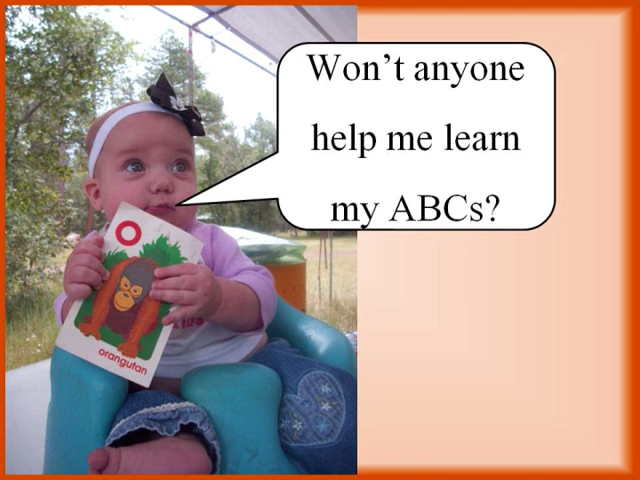 Won’t anyone
help me learn
my ABCs?
O
orangutan